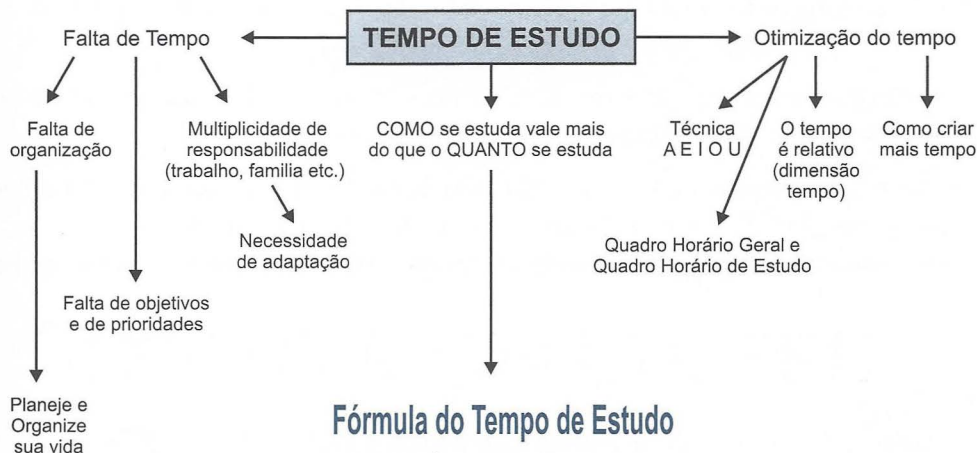 TEMPO DE ESTUDO
Falta de Tempo
Otimização do tempo
Falta de
organização
Multiplicidade de
responsabilidade
(trabalho, familia etc.)
COMO se estuda vale mais
do que o QUANTO se estuda
Técnica
A E I O U
O tempo
é relativo
(dimensão
tempo)
Como criar
mais tempo
Necessidade
de adaptação
Quadro Horário Geral e
Quadro Horário de Estudo
Falta de objetivos
e de prioridades
Planeje e
Organize
sua vida
Fórmula do Tempo de Estudo